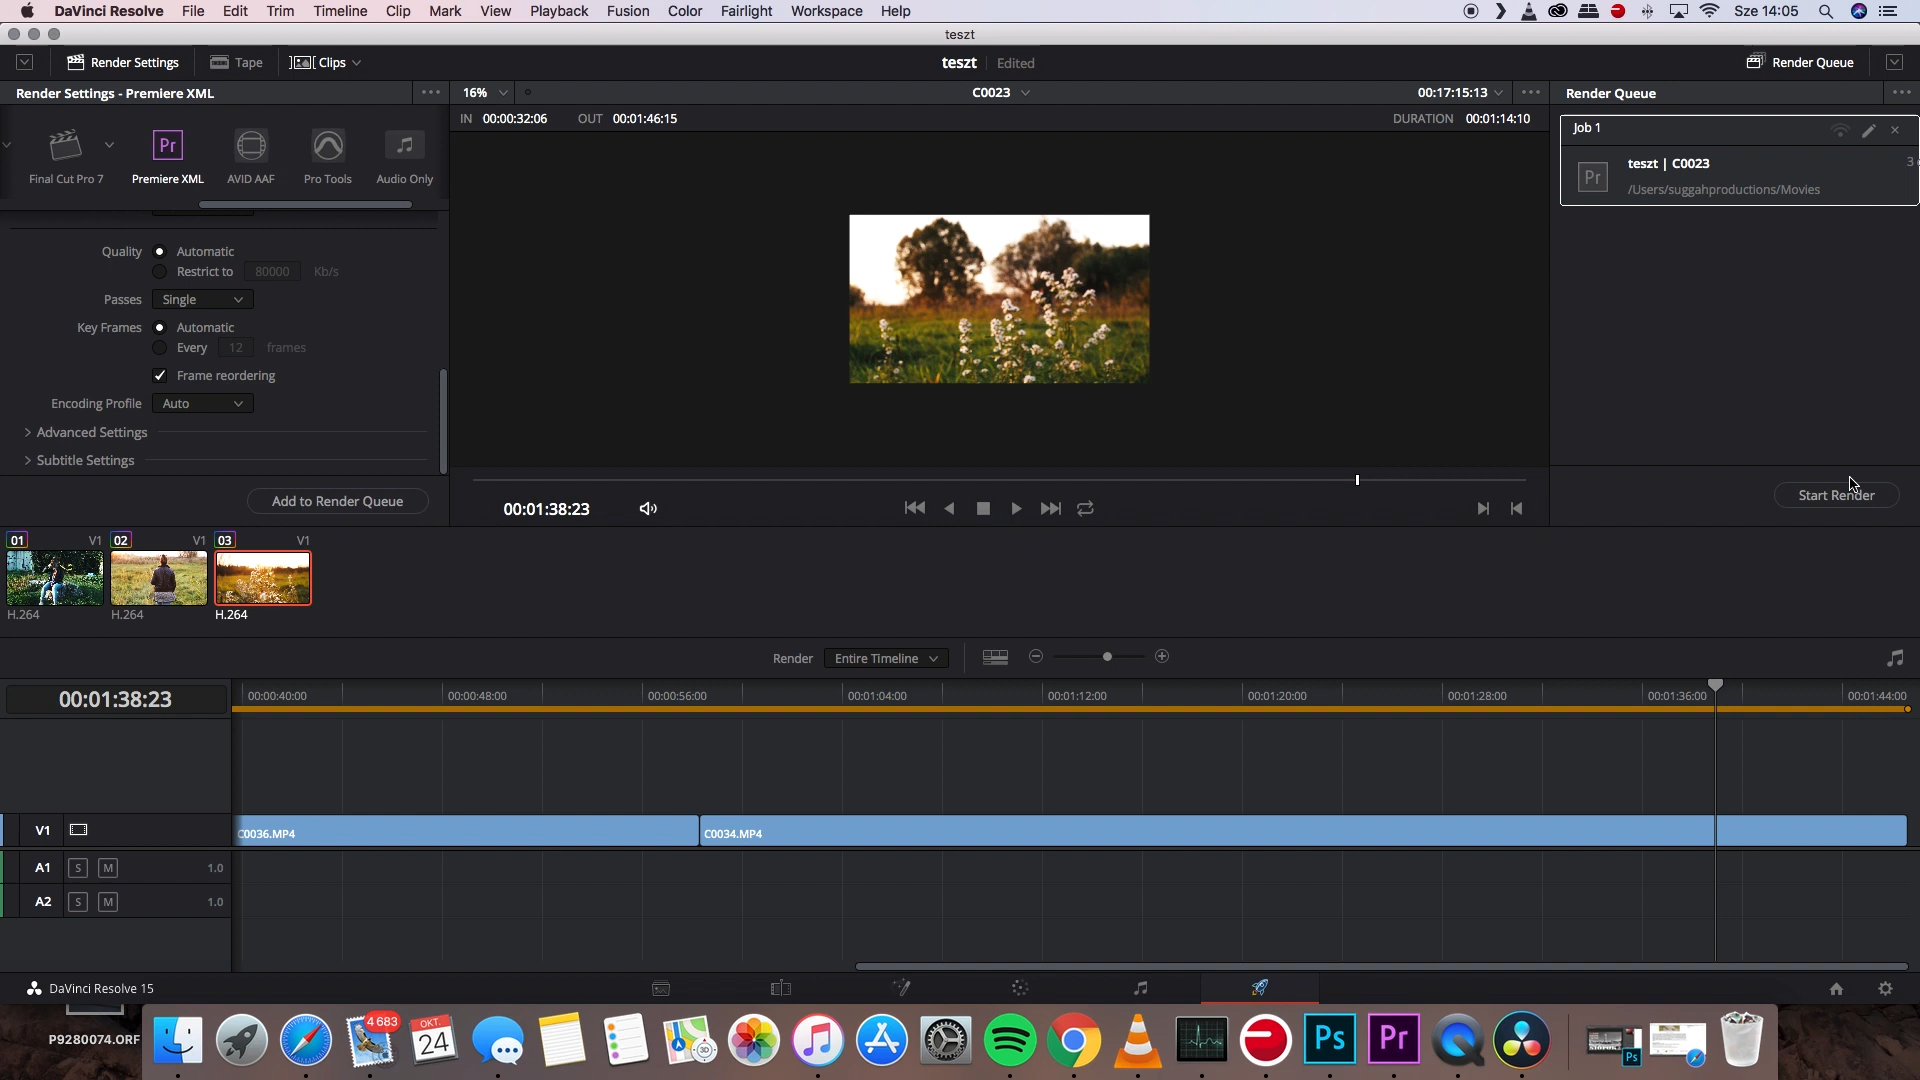 DaVinci Resolve File Edit Trim Timeline Clip Mark View Playback Fusion Color Fairlight Workspace Help Sze 14:05
teszt
Render Settings Tape Clips teszt Edited Render Queue
Render Settings - Premiere XML 16% C0023 00:17:15:13 Render Queue
IN 00:00:32:06 OUT 00:01:46:15 DURATION 00:01:14:10
Job 1
Pr
Final Cut Pro 7 Premiere XML AVID AAF Pro Tools Audio Only
Pr teszt | C0023 3
/Users/suggahproductions/Movies
Quality Automatic
Restrict to 80000 Kb/s
Passes Single
Key Frames Automatic
Every 12 frames
Frame reordering
Encoding Profile Auto
Advanced Settings
Subtitle Settings
Add to Render Queue
00:01:38:23
Start Render
01 V1 02 V1 03 V1
H.264 H.264 H.264
Render Entire Timeline
00:01:38:23 00:00:40:00 00:00:48:00 00:00:56:00 00:01:04:00 00:01:12:00 00:01:20:00 00:01:28:00 00:01:36:00 00:01:44:00
V1 C0036.MP4 C0034.MP4
A1 S M 1.0
A2 S M 1.0
DaVinci Resolve 15
P9280074.ORF
4 683
OKT.
24
3D
Ps
Pr
Ps